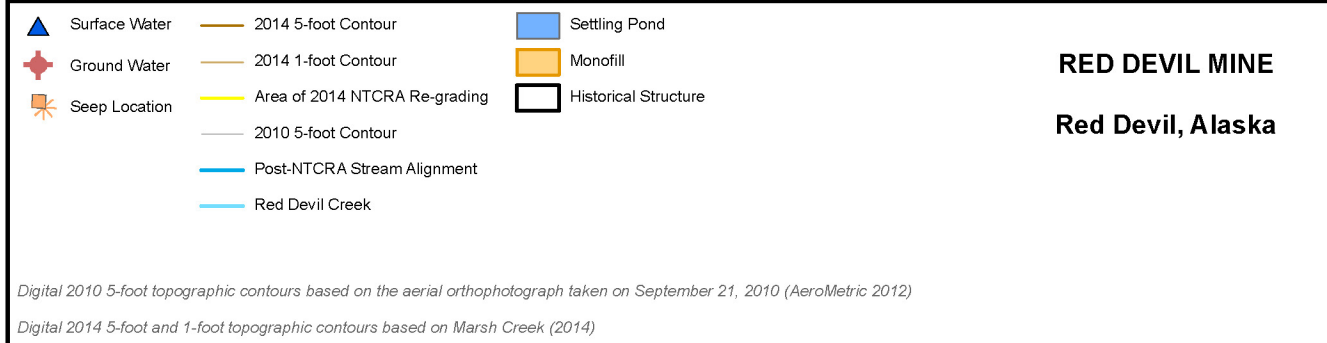 Surface Water
Ground Water
Seep Location
2014 5-foot Contour
2014 1-foot Contour
Area of 2014 NTCRA Re-grading
2010 5-foot Contour
Post-NTCRA Stream Alignment
Red Devil Creek
Settling Pond
Monofill
Historical Structure
RED DEVIL MINE
Red Devil, Alaska
Digital 2010 5-foot topographic contours based on the aerial orthophotograph taken on September 21, 2010 (AeroMetric 2012)
Digital 2014 5-foot and 1-foot topographic contours based on Marsh Creek (2014)